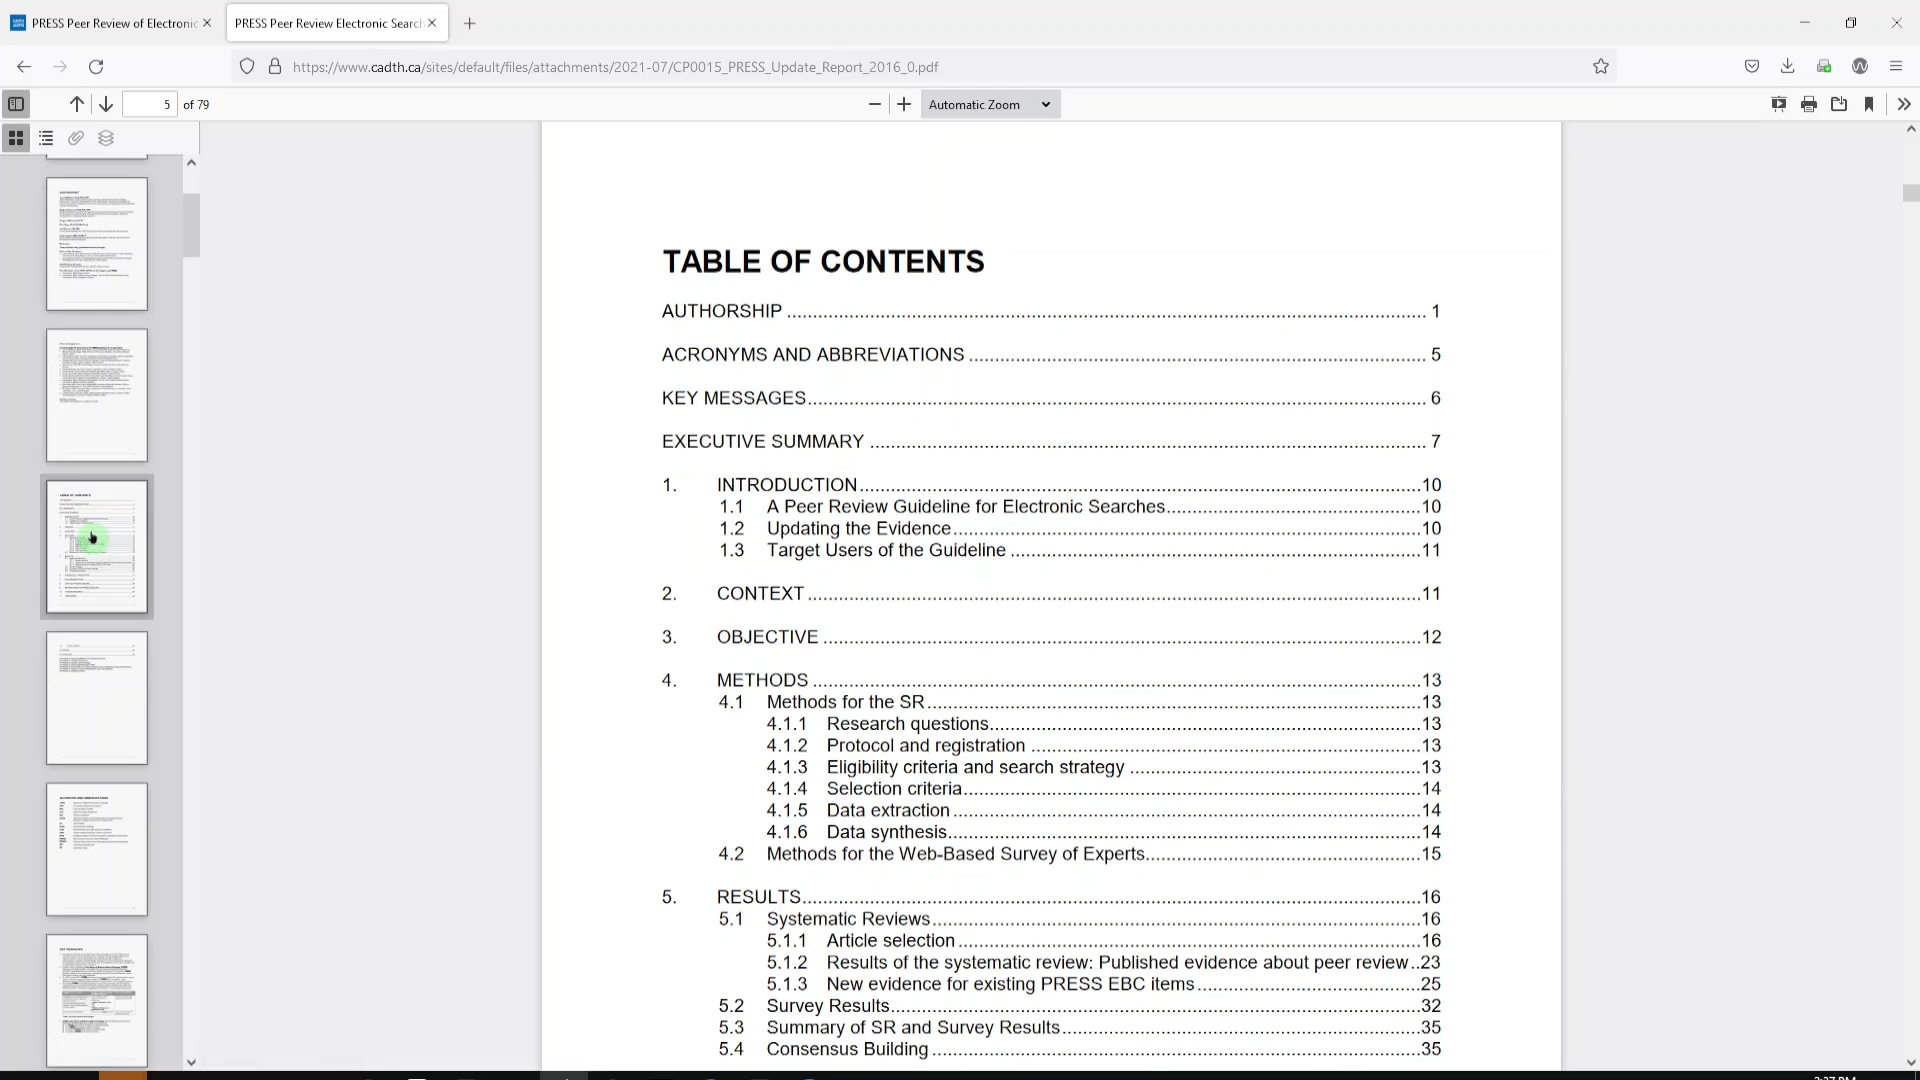 PRESS Peer Review of Electronic
PRESS Peer Review Electronic Search
https://www.cadth.ca/sites/default/files/attachments/2021-07/CP0015_PRESS_Update_Report_2016_0.pdf
5 of 79
Automatic Zoom
TABLE OF CONTENTS
AUTHORSHIP ........ 1
ACRONYMS AND ABBREVIATIONS ........ 5
KEY MESSAGES ........ 6
EXECUTIVE SUMMARY ........ 7
1. INTRODUCTION ........ 10
1.1 A Peer Review Guideline for Electronic Searches ........ 10
1.2 Updating the Evidence ........ 10
1.3 Target Users of the Guideline ........ 11
2. CONTEXT ........ 11
3. OBJECTIVE ........ 12
4. METHODS ........ 13
4.1 Methods for the SR ........ 13
4.1.1 Research questions ........ 13
4.1.2 Protocol and registration ........ 13
4.1.3 Eligibility criteria and search strategy ........ 13
4.1.4 Selection criteria ........ 14
4.1.5 Data extraction ........ 14
4.1.6 Data synthesis ........ 14
4.2 Methods for the Web-Based Survey of Experts ........ 15
5. RESULTS ........ 16
5.1 Systematic Reviews ........ 16
5.1.1 Article selection ........ 16
5.1.2 Results of the systematic review: Published evidence about peer review ..23
5.1.3 New evidence for existing PRESS EBC items ........ 25
5.2 Survey Results ........ 32
5.3 Summary of SR and Survey Results ........ 35
5.4 Consensus Building ........ 35